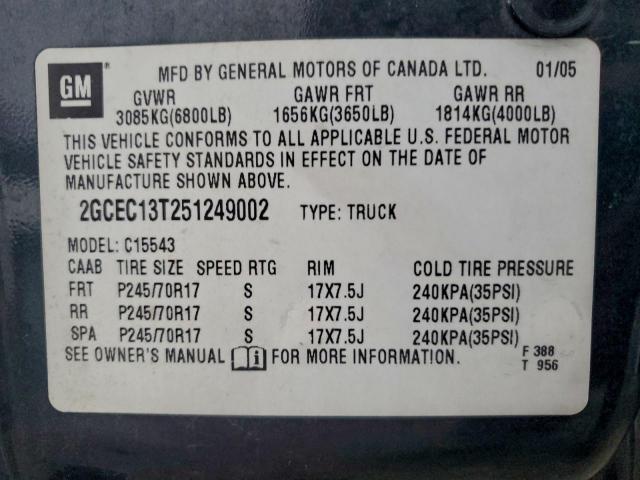 GM ®
MFD BY GENERAL MOTORS OF CANADA LTD. 01/05
GVWR GAWR FRT GAWR RR
3085KG(6800LB) 1656KG(3650LB) 1814KG(4000LB)
THIS VEHICLE CONFORMS TO ALL APPLICABLE U.S. FEDERAL MOTOR
VEHICLE SAFETY STANDARDS IN EFFECT ON THE DATE OF
MANUFACTURE SHOWN ABOVE.
2GCEC13T251249002 TYPE: TRUCK
MODEL: C15543
CAAB TIRE SIZE SPEED RTG RIM COLD TIRE PRESSURE
FRT P245/70R17 S 17X7.5J 240KPA(35PSI)
RR P245/70R17 S 17X7.5J 240KPA(35PSI)
SPA P245/70R17 S 17X7.5J 240KPA(35PSI)
SEE OWNER'S MANUAL i FOR MORE INFORMATION. F 388
T 956